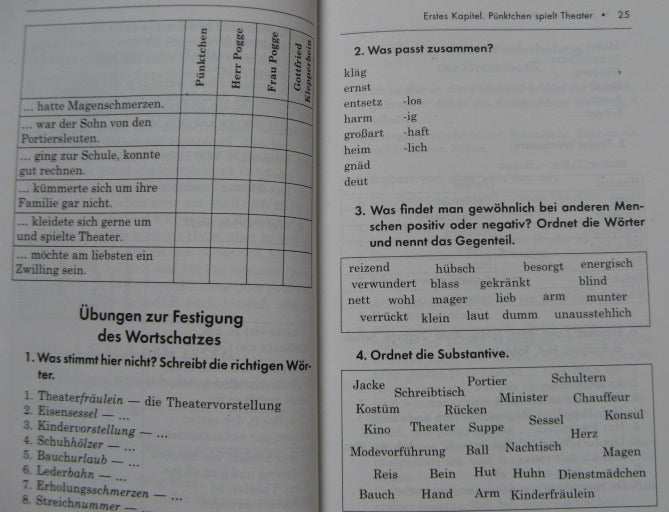 Pünktchen
Herr Pogge
Frau Pogge
Gottfried
Klepperbein
... hatte Magenschmerzen.
... war der Sohn von den
Portiersleuten.
... ging zur Schule, konnte
gut rechnen.
... kümmerte sich um ihre
Familie gar nicht.
... kleidete sich gerne um
und spielte Theater.
... möchte am liebsten ein
Zwilling sein.
Übungen zur Festigung
des Wortschatzes
1. Was stimmt hier nicht? Schreibt die richtigen Wör-
ter.
1. Theaterfräulein — die Theatervorstellung
2. Eisensessel — ...
3. Kindervorstellung — ...
4. Schuhhölzer — ...
5. Bauchurlaub — ...
6. Lederbahn — ...
7. Erholungsschmerzen — ...
8. Streichnummer — ...
Erstes Kapitel. Pünktchen spielt Theater • 25
2. Was passt zusammen?
kläg
ernst
entsetz -los
harm -ig
großart -haft
heim -lich
gnäd
deut
3. Was findet man gewöhnlich bei anderen Men-
schen positiv oder negativ? Ordnet die Wörter
und nennt das Gegenteil.
reizend hübsch besorgt energisch
verwundert blass gekränkt blind
nett wohl mager lieb arm munter
verrückt klein laut dumm unausstehlich
4. Ordnet die Substantive.
Jacke Schreibtisch Portier Minister Schultern Chauffeur
Kostüm Rücken Sessel Konsul
Kino Theater Suppe Herz
Modevorführung Ball Nachtisch Magen
Reis Bein Hut Huhn Dienstmädchen
Bauch Hand Arm Kinderfräulein